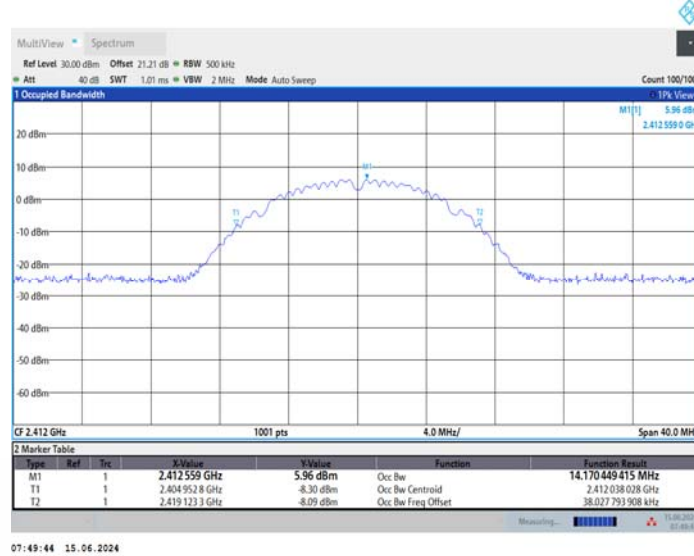 MultiView Spectrum
Ref Level 30.00 dBm Offset 21.21 dB RBW 500 kHz
Att 40 dB SWT 1.01 ms VBW 2 MHz Mode Auto Sweep Count 100/100
1 Occupied Bandwidth 1Pk View
M1[1] 5.96 dBm
2.412 559 0 GH
20 dBm
10 dBm
M1
0 dBm
T1 T2
-10 dBm
-20 dBm
-30 dBm
-40 dBm
-50 dBm
-60 dBm
CF 2.412 GHz 1001 pts 4.0 MHz/ Span 40.0 MH
2 Marker Table
Type Ref Trc X-Value Y-Value Function Function Result
M1 1 2.412 559 GHz 5.96 dBm Occ Bw 14.170 449 415 MHz
T1 1 2.404 952 8 GHz -8.30 dBm Occ Bw Centroid 2.412 038 028 GHz
T2 1 2.419 123 3 GHz -8.09 dBm Occ Bw Freq Offset 38.027 793 908 kHz
Measuring...
07:49:44 15.06.2024